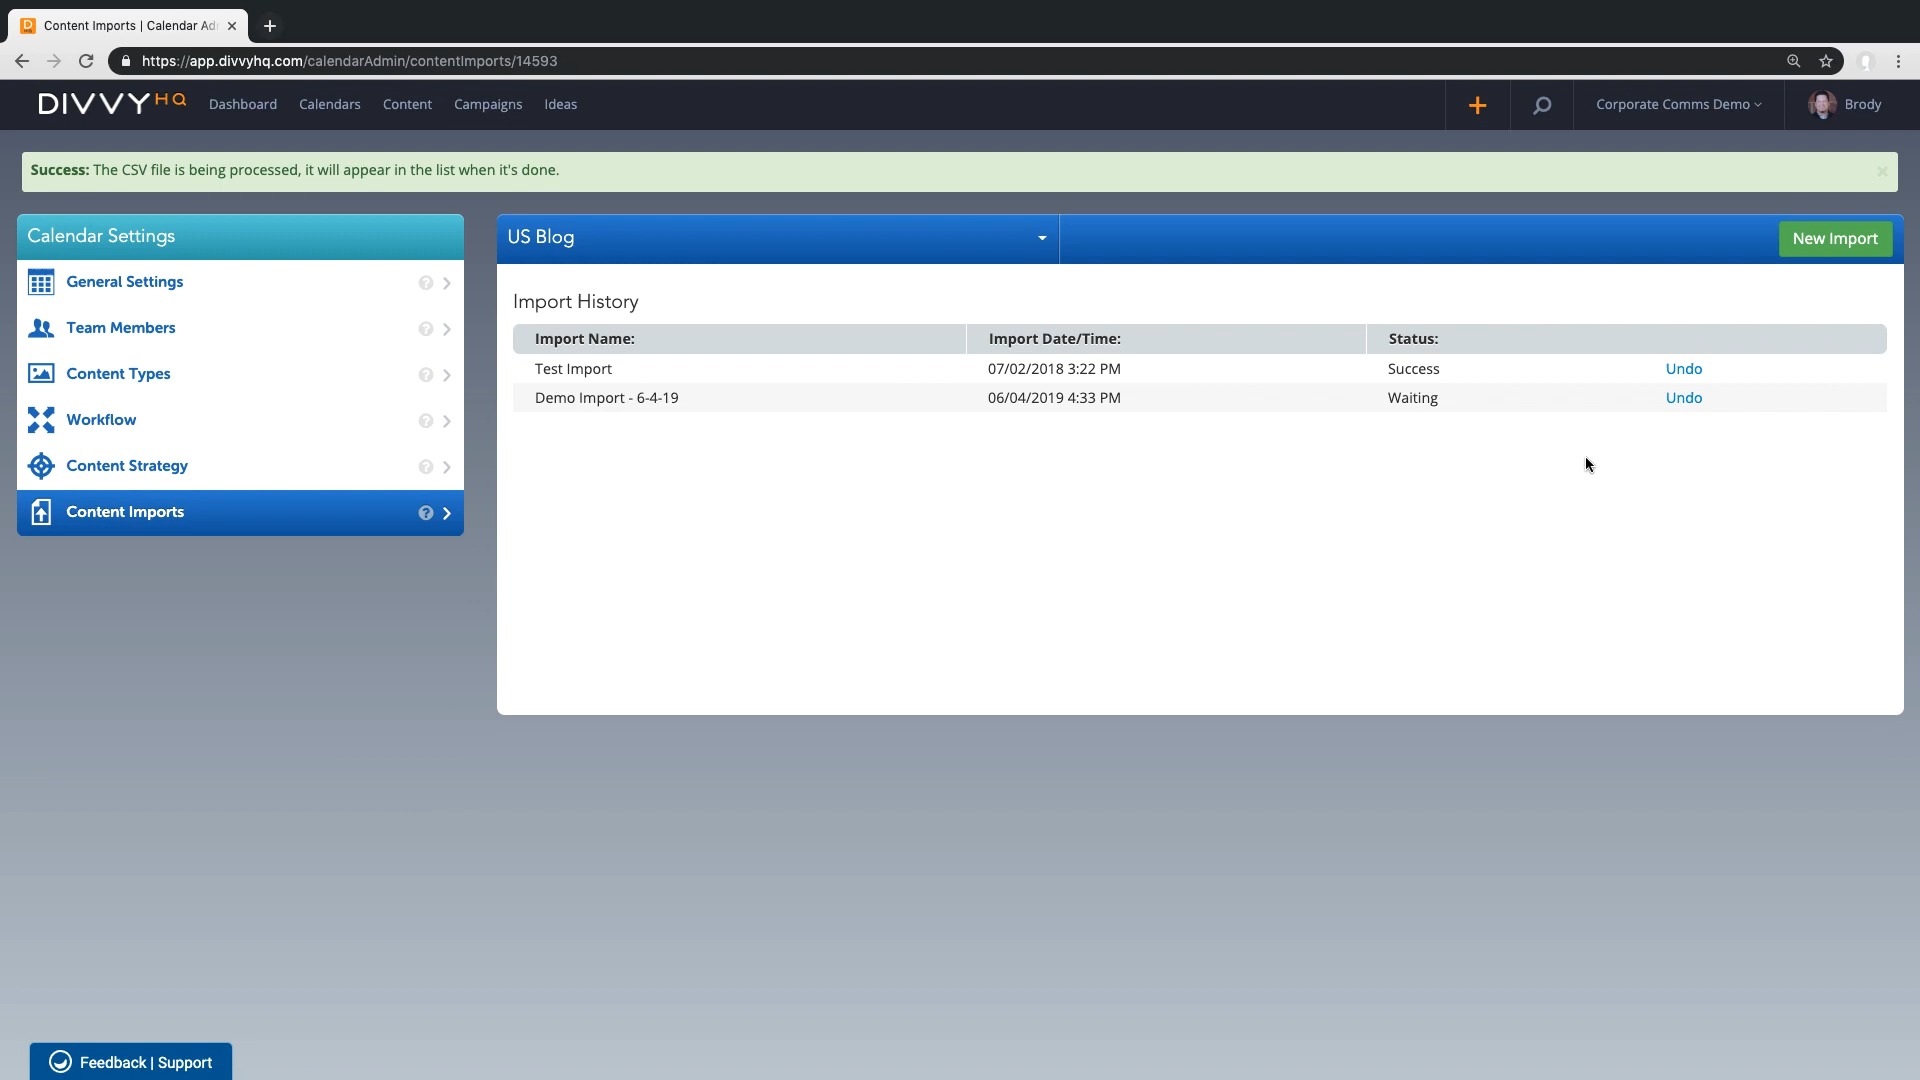 Content Imports | Calendar Ad
https://app.divvyhq.com/calendarAdmin/contentImports/14593
DIVVYHQ
Dashboard
Calendars
Content
Campaigns
Ideas
Corporate Comms Demo
Brody
Success: The CSV file is being processed, it will appear in the list when it's done.
Calendar Settings
General Settings
Team Members
Content Types
Workflow
Content Strategy
Content Imports
US Blog
New Import
Import History
Import Name: Import Date/Time: Status:
Test Import 07/02/2018 3:22 PM Success Undo
Demo Import - 6-4-19 06/04/2019 4:33 PM Waiting Undo
Feedback | Support